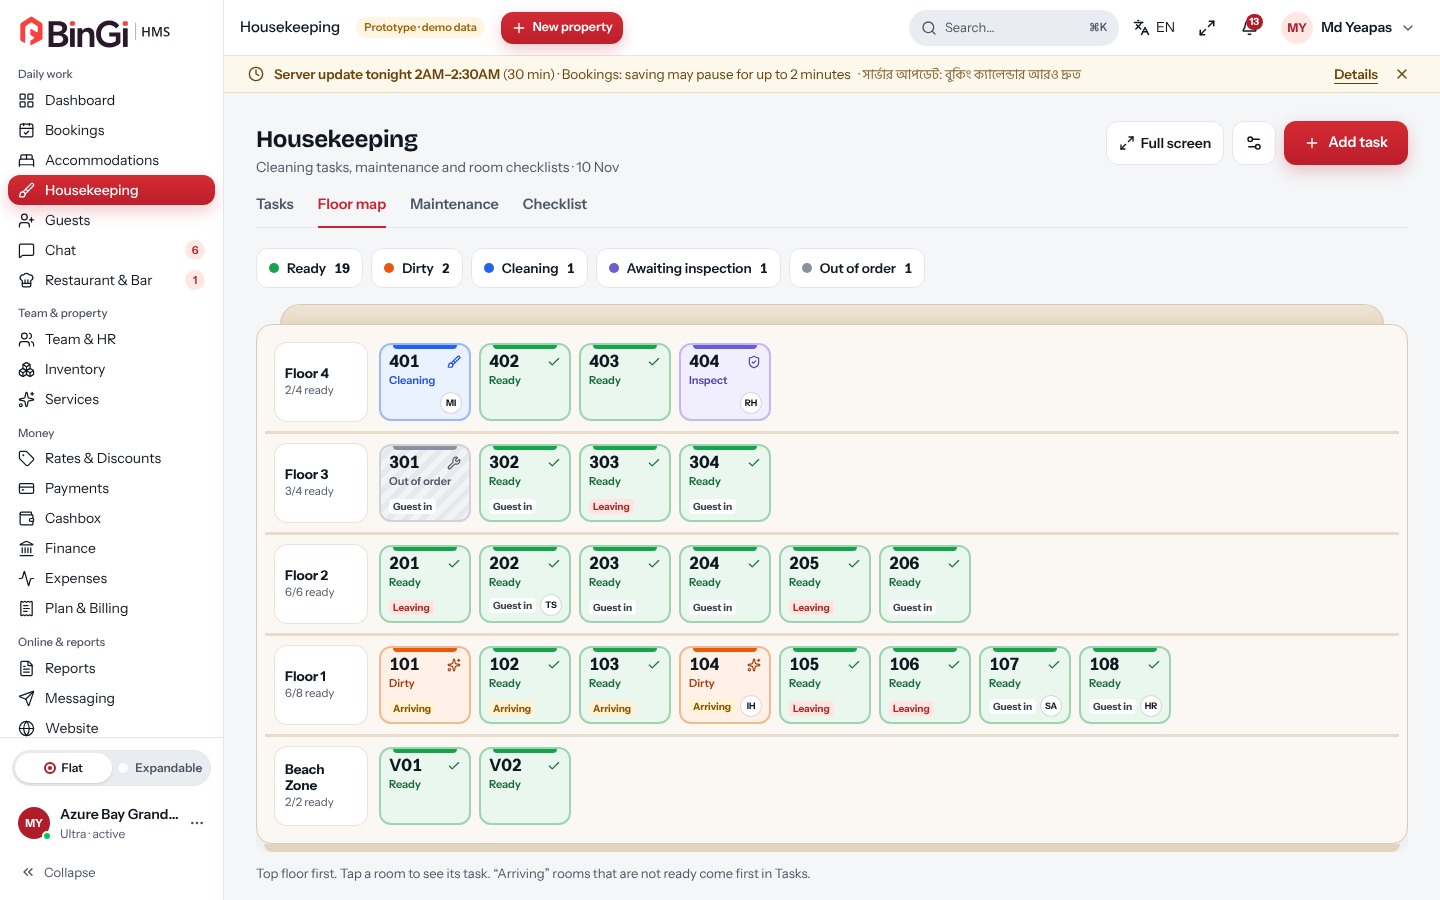 BinGi HMS
Daily work
Dashboard
Bookings
Accommodations
Housekeeping
Guests
Chat 6
Restaurant & Bar 1
Team & property
Team & HR
Inventory
Services
Money
Rates & Discounts
Payments
Cashbox
Finance
Expenses
Plan & Billing
Online & reports
Reports
Messaging
Website
Flat Expandable
MY Azure Bay Grand...
Ultra · active
Collapse
Housekeeping Prototype · demo data + New property Search... ⌘K EN 13 MY Md Yeapas
Server update tonight 2AM–2:30AM (30 min) · Bookings: saving may pause for up to 2 minutes · সার্ভার আপডেট: বুকিং ক্যালেন্ডার আরও দ্রুত Details
Housekeeping
Cleaning tasks, maintenance and room checklists · 10 Nov
Full screen + Add task
Tasks Floor map Maintenance Checklist
Ready 19 Dirty 2 Cleaning 1 Awaiting inspection 1 Out of order 1
Floor 4
2/4 ready
401 Cleaning MI
402 Ready
403 Ready
404 Inspect RH
Floor 3
3/4 ready
301 Out of order Guest in
302 Ready Guest in
303 Ready Leaving
304 Ready Guest in
Floor 2
6/6 ready
201 Ready Leaving
202 Ready Guest in TS
203 Ready Guest in
204 Ready Guest in
205 Ready Leaving
206 Ready Guest in
Floor 1
6/8 ready
101 Dirty Arriving
102 Ready Arriving
103 Ready Arriving
104 Dirty Arriving IH
105 Ready Leaving
106 Ready Leaving
107 Ready Guest in SA
108 Ready Guest in HR
Beach
Zone
2/2 ready
V01 Ready
V02 Ready
Top floor first. Tap a room to see its task. “Arriving” rooms that are not ready come first in Tasks.